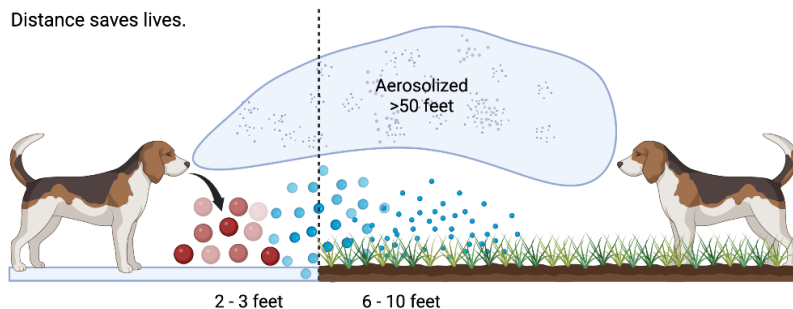 Distance saves lives.
Aerosolized
>50 feet
2 - 3 feet
6 - 10 feet